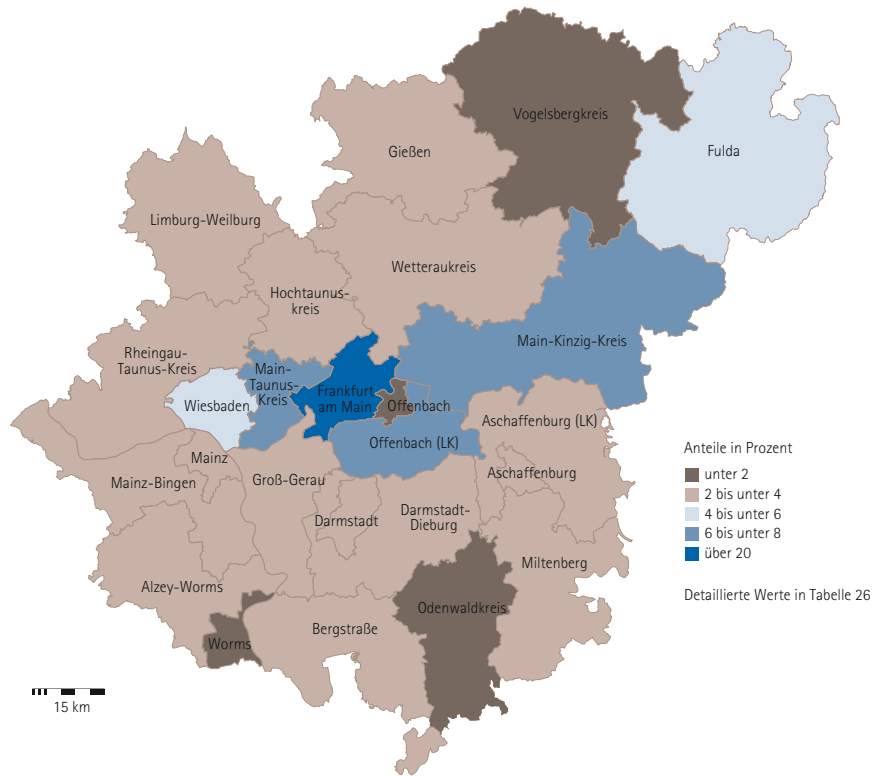 Vogelsbergkreis
Fulda
Gießen
Limburg-Weilburg
Wetteraukreis
Hochtaunus-
kreis
Main-Kinzig-Kreis
Rheingau-
Taunus-Kreis
Main-
Taunus-
Kreis
Frankfurt
am Main
Wiesbaden
Offenbach
Aschaffenburg (LK)
Offenbach (LK)
Mainz
Mainz-Bingen
Groß-Gerau
Aschaffenburg
Darmstadt
Darmstadt-
Dieburg
Miltenberg
Alzey-Worms
Odenwaldkreis
Bergstraße
Worms
Anteile in Prozent
unter 2
2 bis unter 4
4 bis unter 6
6 bis unter 8
über 20
Detaillierte Werte in Tabelle 26
15 km